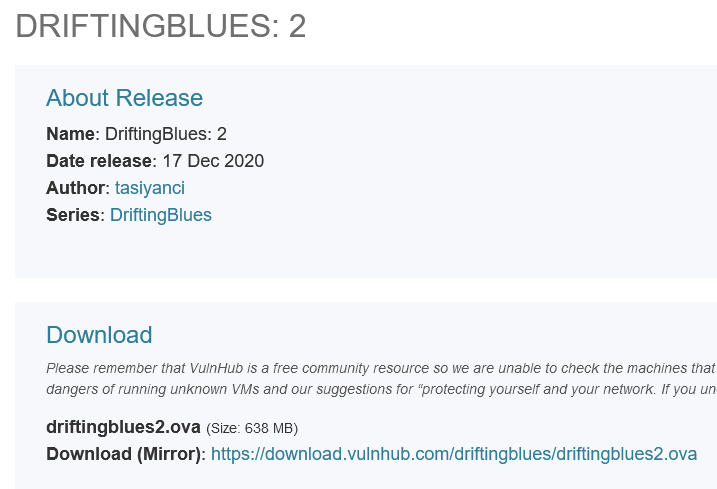 DRIFTINGBLUES: 2
About Release
Name: DriftingBlues: 2
Date release: 17 Dec 2020
Author: tasiyanci
Series: DriftingBlues
Download
Please remember that VulnHub is a free community resource so we are unable to check the machines that
dangers of running unknown VMs and our suggestions for “protecting yourself and your network. If you
driftingblues2.ova (Size: 638 MB)
Download (Mirror): https://download.vulnhub.com/driftingblues/driftingblues2.ova